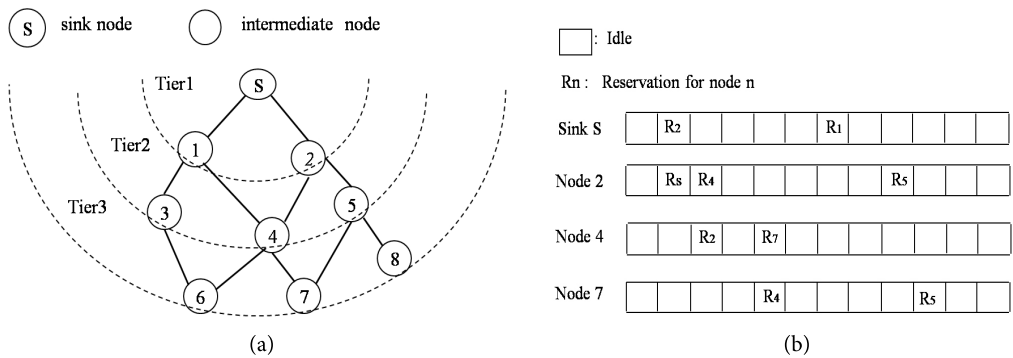 S sink node intermediate node
Tier1
S
Tier2
1
2
Tier3
3
4
5
8
6
7
(a)
: Idle
Rn : Reservation for node n
Sink S R2 R1
Node 2 Rs R4 R5
Node 4 R2 R7
Node 7 R4 R5
(b)